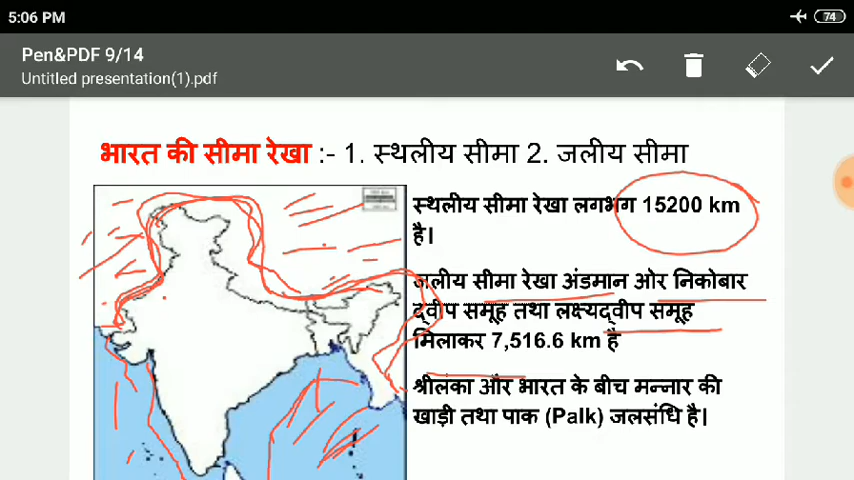 5:06 PM
74
Pen&PDF 9/14
Untitled presentation(1).pdf
भारत की सीमा रेखा :- 1. स्थलीय सीमा 2. जलीय सीमा
स्थलीय सीमा रेखा लगभग 15200 km
है।
जलीय सीमा रेखा अंडमान ओर निकोबार
द्वीप समूह तथा लक्ष्यद्वीप समूह
मिलाकर 7,516.6 km है
श्रीलंका और भारत के बीच मन्नार की
खाड़ी तथा पाक (Palk) जलसंधि है।